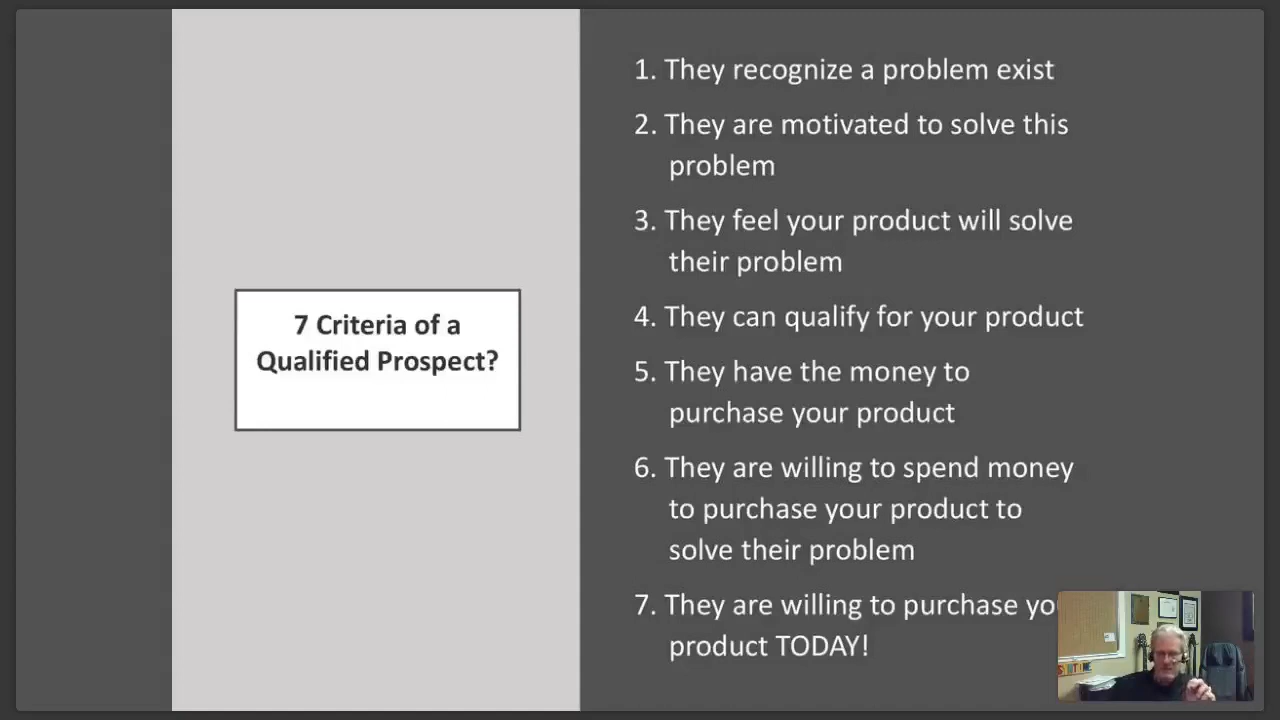 7 Criteria of a
Qualified Prospect?
1. They recognize a problem exist
2. They are motivated to solve this
problem
3. They feel your product will solve
their problem
4. They can qualify for your product
5. They have the money to
purchase your product
6. They are willing to spend money
to purchase your product to
solve their problem
7. They are willing to purchase yo
product TODAY!